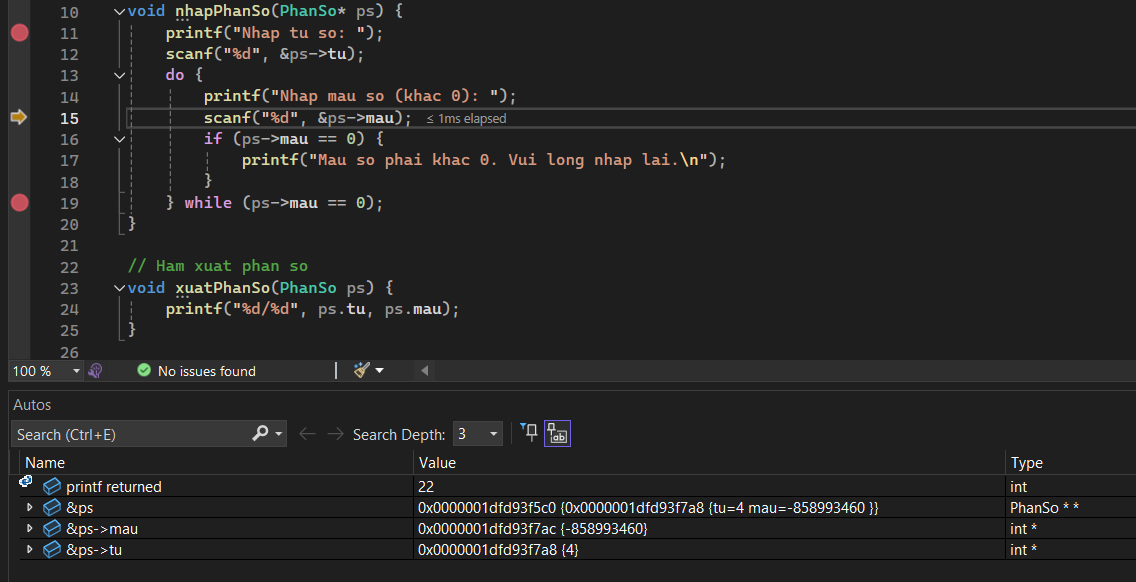 10 void nhapPhanSo(PhanSo* ps) {
11 printf("Nhap tu so: ");
12 scanf("%d", &ps->tu);
13 do {
14 printf("Nhap mau so (khac 0): ");
15 scanf("%d", &ps->mau); ≤ 1ms elapsed
16 if (ps->mau == 0) {
17 printf("Mau so phai khac 0. Vui long nhap lai.\n");
18 }
19 } while (ps->mau == 0);
20 }
21
22 // Ham xuat phan so
23 void xuatPhanSo(PhanSo ps) {
24 printf("%d/%d", ps.tu, ps.mau);
25 }
26
100 % No issues found
Autos
Search (Ctrl+E) Search Depth: 3
Name Value Type
printf returned 22 int
&ps 0x0000001dfd93f5c0 {0x0000001dfd93f7a8 {tu=4 mau=-858993460 }} PhanSo * *
&ps->mau 0x0000001dfd93f7ac {-858993460} int *
&ps->tu 0x0000001dfd93f7a8 {4} int *